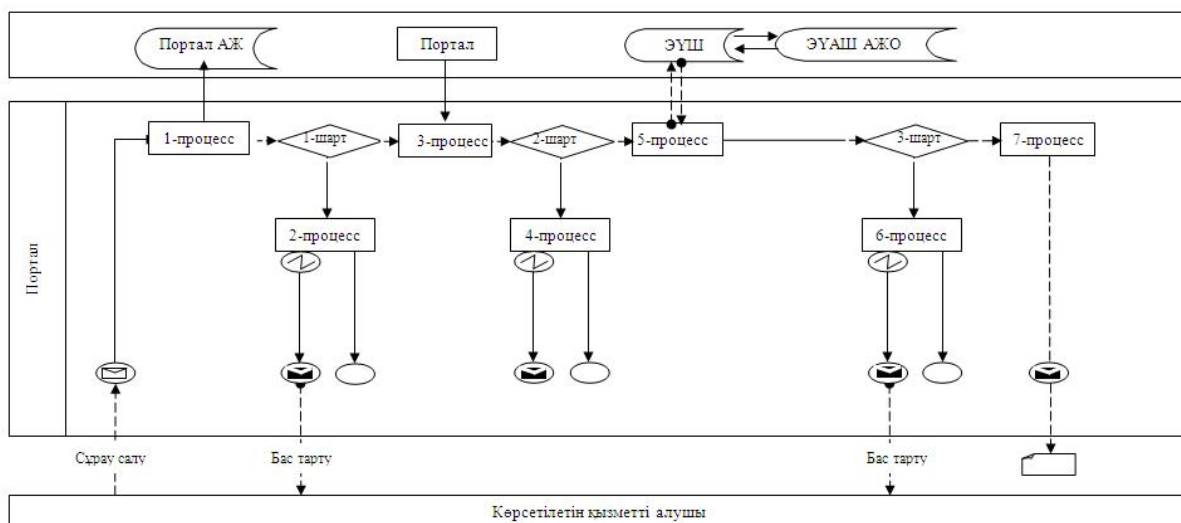 Портал АЖ
Портал
ЭҮШ
ЭҮАШ АЖО
1-процесс
1-шарт
3-процесс
2-шарт
5-процесс
3-шарт
7-процесс
2-процесс
4-процесс
6-процесс
Портал
Сұрау салу
Бас тарту
Бас тарту
Көрсетілетін қызметті алушы